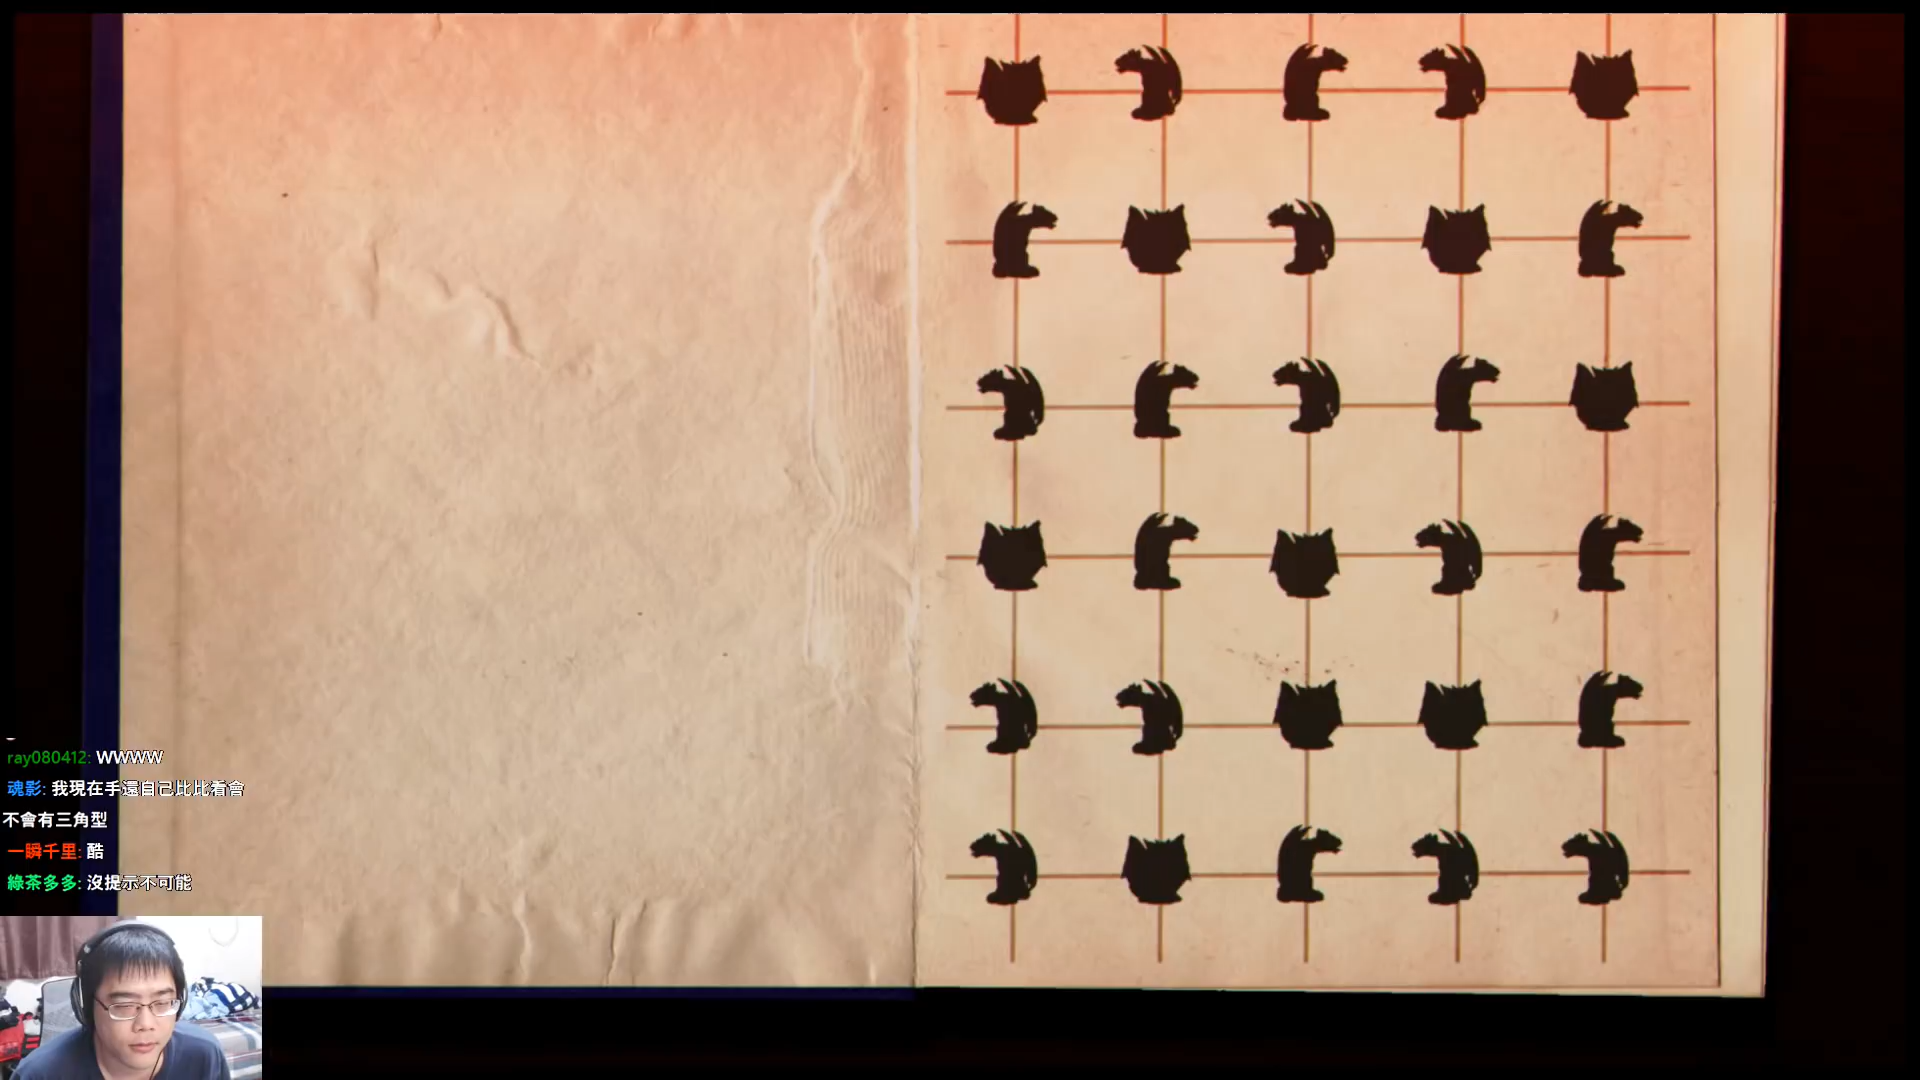 ray080412: WWWW
魂影: 我現在手還自己比比看會
不會有三角型
一瞬千里: 酷
綠茶多多: 沒提示不可能